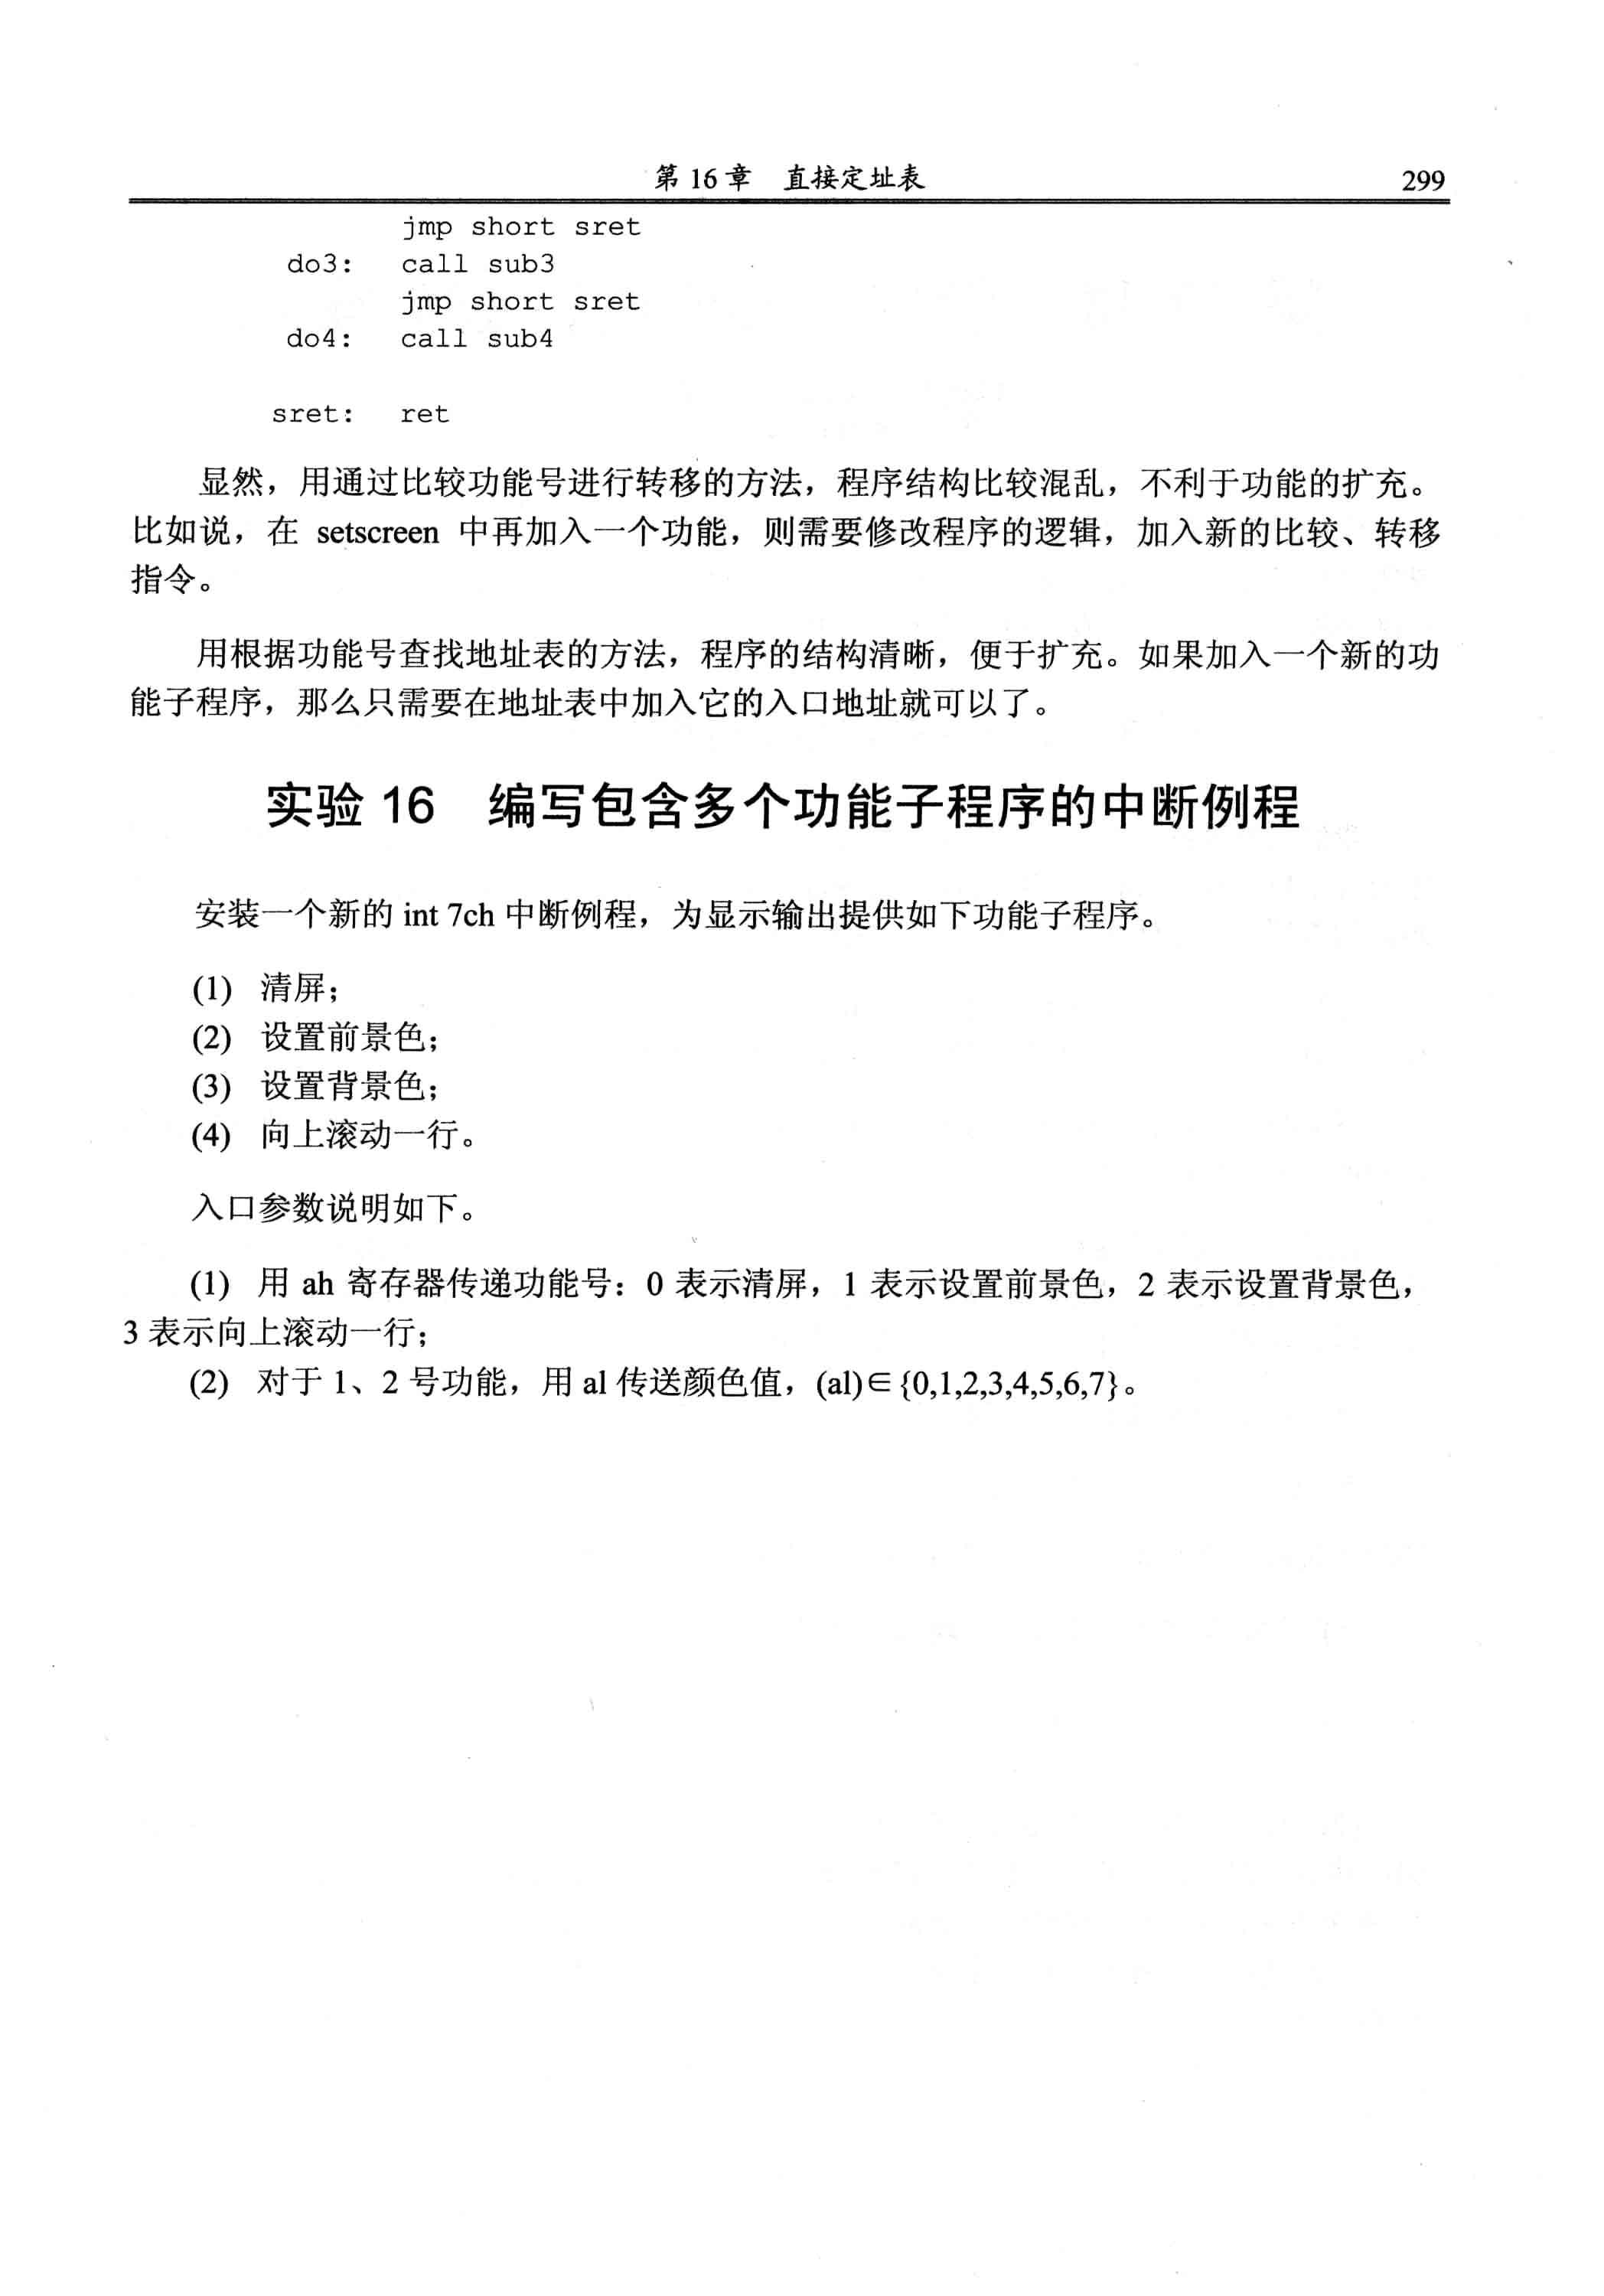 第 16 章 直接定址表 299
jmp short sret
do3: call sub3
jmp short sret
do4: call sub4
sret: ret
显然，用通过比较功能号进行转移的方法，程序结构比较混乱，不利于功能的扩充。
比如说，在 setscreen 中再加入一个功能，则需要修改程序的逻辑，加入新的比较、转移
指令。
用根据功能号查找地址表的方法，程序的结构清晰，便于扩充。如果加入一个新的功
能子程序，那么只需要在地址表中加入它的入口地址就可以了。
实验 16 编写包含多个功能子程序的中断例程
安装一个新的 int 7ch 中断例程，为显示输出提供如下功能子程序。
(1) 清屏；
(2) 设置前景色；
(3) 设置背景色；
(4) 向上滚动一行。
入口参数说明如下。
(1) 用 ah 寄存器传递功能号：0 表示清屏，1 表示设置前景色，2 表示设置背景色，
3 表示向上滚动一行；
(2) 对于 1、2 号功能，用 al 传送颜色值，(al)∈{0,1,2,3,4,5,6,7}。